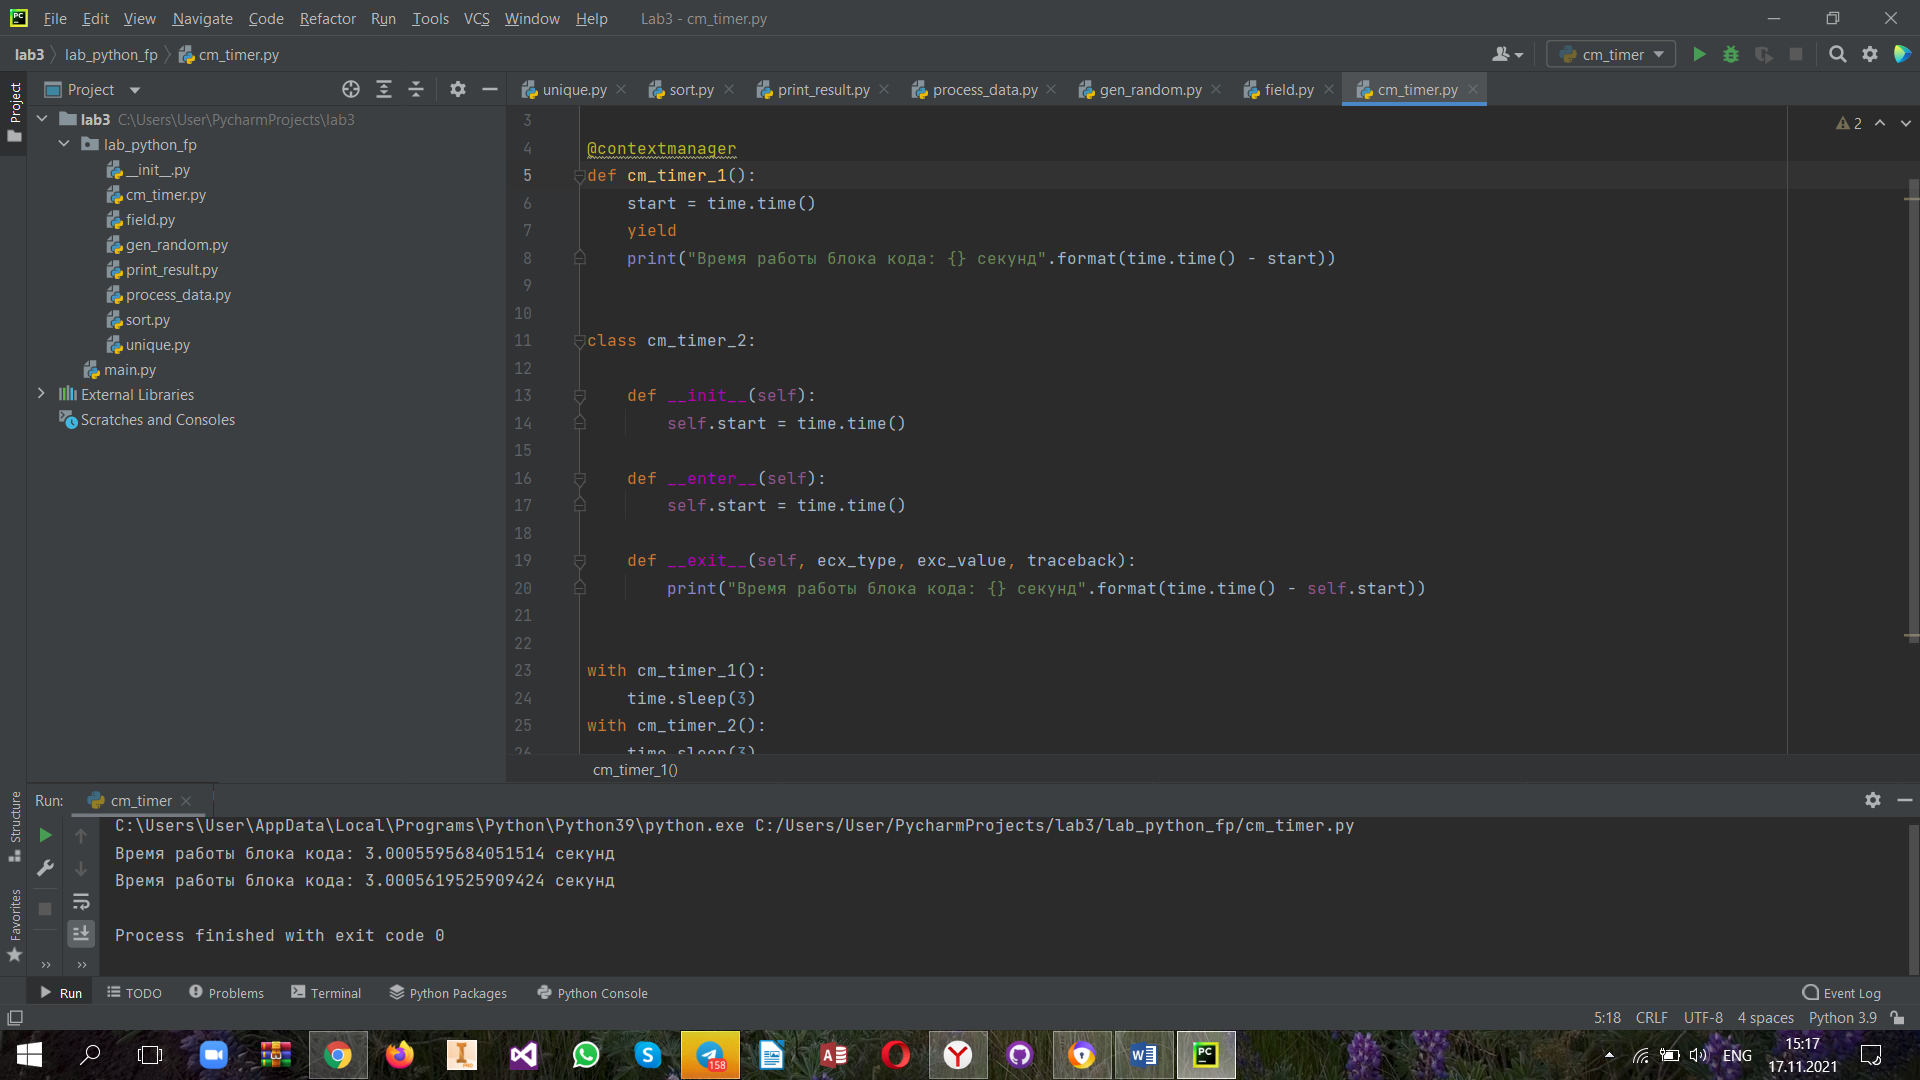 File Edit View Navigate Code Refactor Run Tools VCS Window Help Lab3 - cm_timer.py
lab3 lab_python_fp cm_timer.py
cm_timer
Project
Project
unique.py sort.py print_result.py process_data.py gen_random.py field.py cm_timer.py
lab3 C:\Users\User\PycharmProjects\lab3
lab_python_fp
__init__.py
cm_timer.py
field.py
gen_random.py
print_result.py
process_data.py
sort.py
unique.py
main.py
External Libraries
Scratches and Consoles
2
3
4 @contextmanager
5 def cm_timer_1():
6 start = time.time()
7 yield
8 print("Время работы блока кода: {} секунд".format(time.time() - start))
9
10
11 class cm_timer_2:
12
13 def __init__(self):
14 self.start = time.time()
15
16 def __enter__(self):
17 self.start = time.time()
18
19 def __exit__(self, ecx_type, exc_value, traceback):
20 print("Время работы блока кода: {} секунд".format(time.time() - self.start))
21
22
23 with cm_timer_1():
24 time.sleep(3)
25 with cm_timer_2():
26 time.sleep(3)
cm_timer_1()
Structure
Favorites
Run: cm_timer
C:\Users\User\AppData\Local\Programs\Python\Python39\python.exe C:/Users/User/PycharmProjects/lab3/lab_python_fp/cm_timer.py
Время работы блока кода: 3.0005595684051514 секунд
Время работы блока кода: 3.0005619525909424 секунд
Process finished with exit code 0
Run TODO Problems Terminal Python Packages Python Console Event Log
5:18 CRLF UTF-8 4 spaces Python 3.9
158
ENG
15:17
17.11.2021